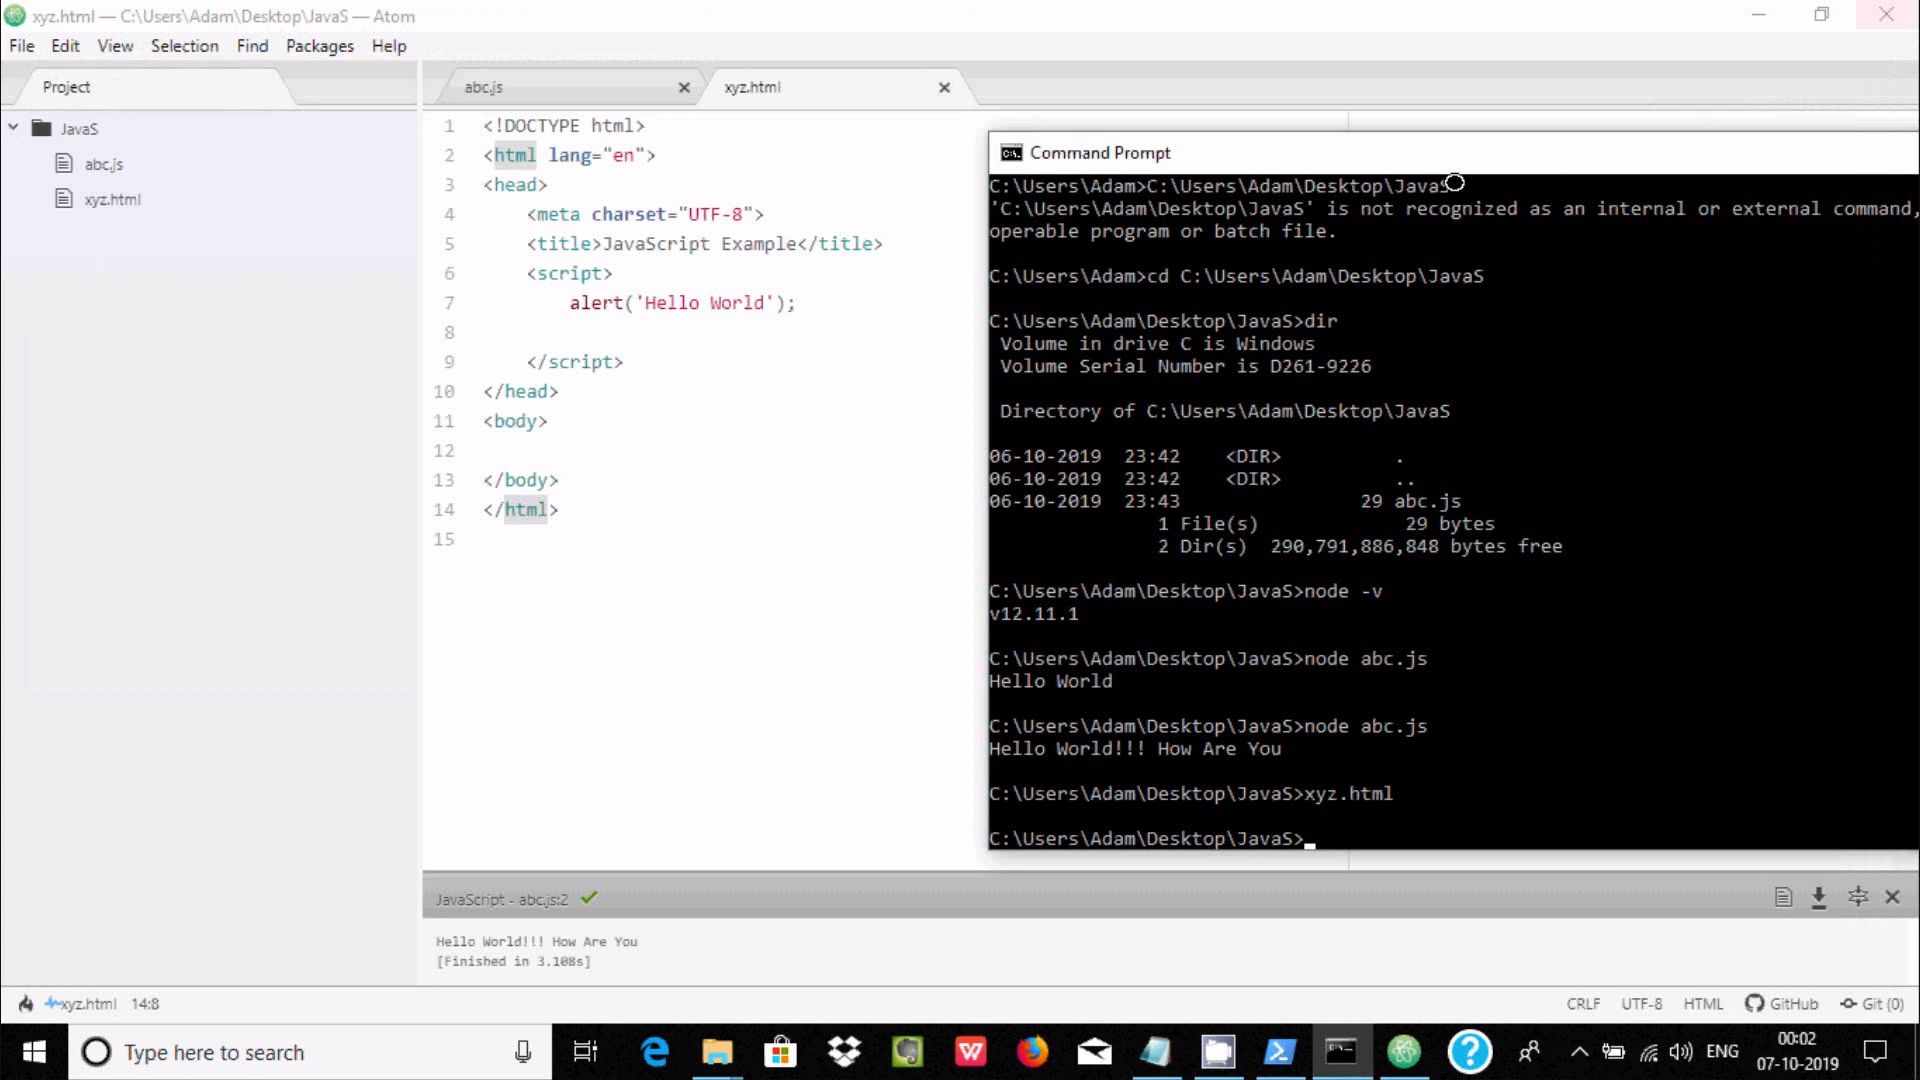 xyz.html — C:\Users\Adam\Desktop\JavaS — Atom
File Edit View Selection Find Packages Help
Project
JavaS
abc.js
xyz.html
abc.js
xyz.html
1 <!DOCTYPE html>
2 <html lang="en">
3 <head>
4 <meta charset="UTF-8">
5 <title>JavaScript Example</title>
6 <script>
7 alert('Hello World');
8
9 </script>
10 </head>
11 <body>
12
13 </body>
14 </html>
15
Command Prompt
C:\Users\Adam>C:\Users\Adam\Desktop\JavaS
'C:\Users\Adam\Desktop\JavaS' is not recognized as an internal or external command,
operable program or batch file.
C:\Users\Adam>cd C:\Users\Adam\Desktop\JavaS
C:\Users\Adam\Desktop\JavaS>dir
Volume in drive C is Windows
Volume Serial Number is D261-9226
Directory of C:\Users\Adam\Desktop\JavaS
06-10-2019 23:42 <DIR> .
06-10-2019 23:42 <DIR> ..
06-10-2019 23:43 29 abc.js
1 File(s) 29 bytes
2 Dir(s) 290,791,886,848 bytes free
C:\Users\Adam\Desktop\JavaS>node -v
v12.11.1
C:\Users\Adam\Desktop\JavaS>node abc.js
Hello World
C:\Users\Adam\Desktop\JavaS>node abc.js
Hello World!!! How Are You
C:\Users\Adam\Desktop\JavaS>xyz.html
C:\Users\Adam\Desktop\JavaS>
JavaScript - abc.js:2
Hello World!!! How Are You
[Finished in 3.108s]
xyz.html 14:8
CRLF UTF-8 HTML GitHub Git (0)
Type here to search
ENG
00:02
07-10-2019